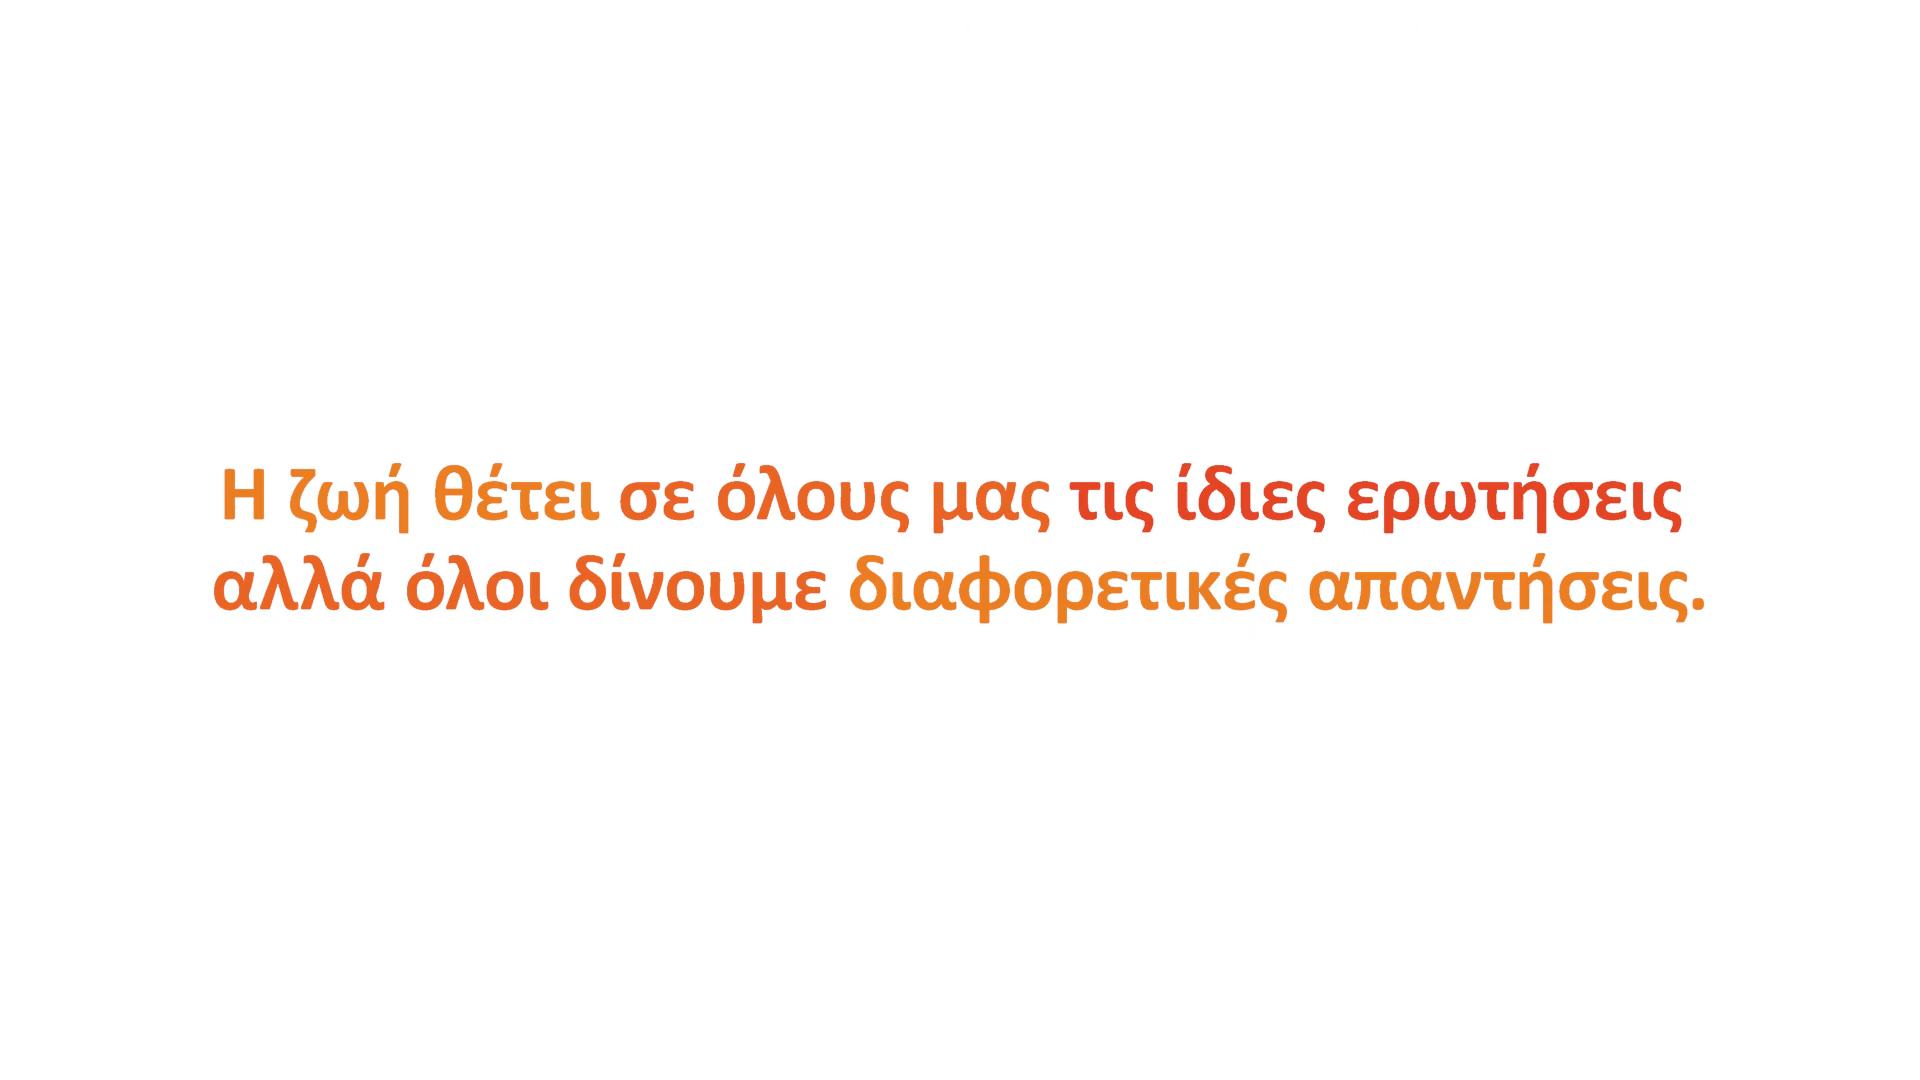 Η ζωή θέτει σε όλους μας τις ίδιες ερωτήσεις
αλλά όλοι δίνουμε διαφορετικές απαντήσεις.